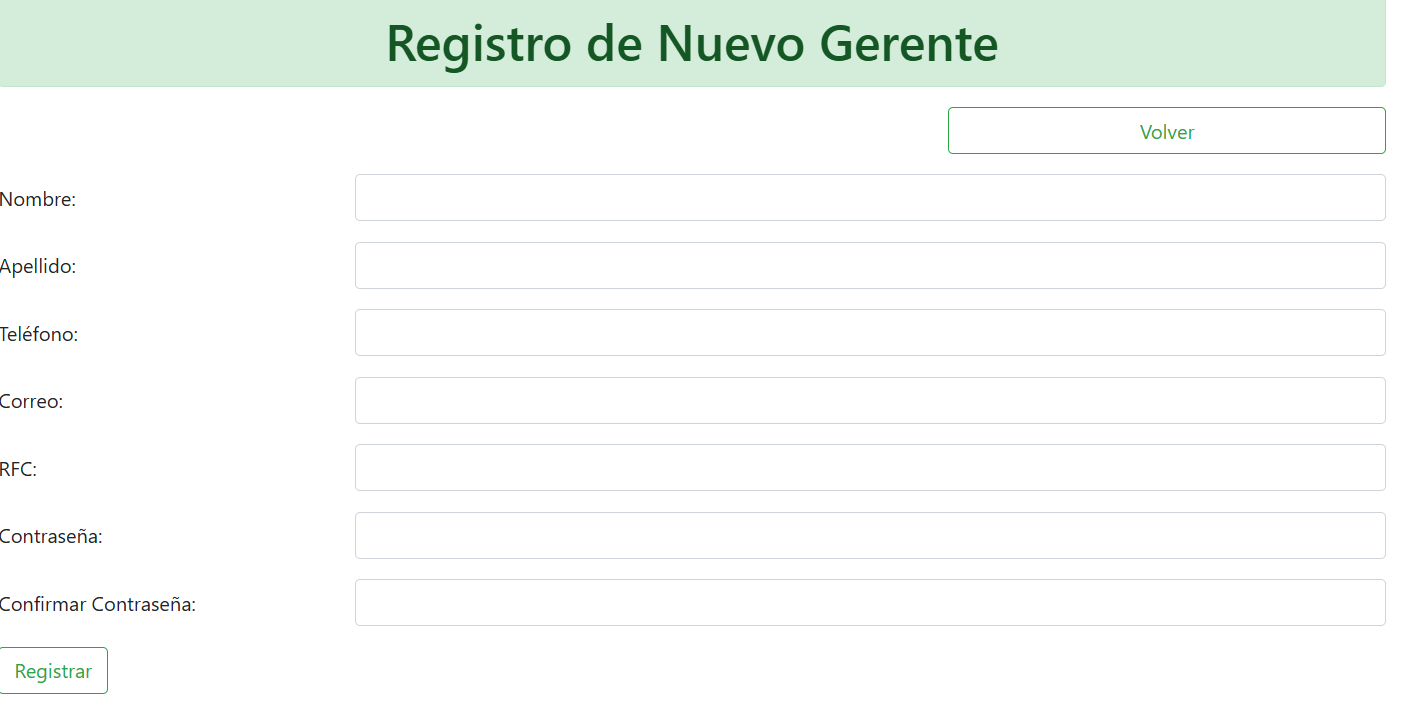 Registro de Nuevo Gerente
Volver
Nombre:
Apellido:
Teléfono:
Correo:
RFC:
Contraseña:
Confirmar Contraseña:
Registrar